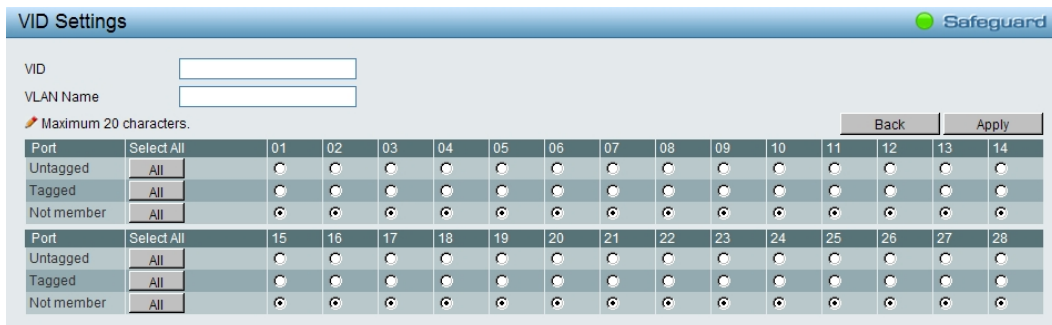 VID Settings Safeguard
VID
VLAN Name
Maximum 20 characters. Back Apply
Port Select All 01 02 03 04 05 06 07 08 09 10 11 12 13 14
Untagged All
Tagged All
Not member All
Port Select All 15 16 17 18 19 20 21 22 23 24 25 26 27 28
Untagged All
Tagged All
Not member All